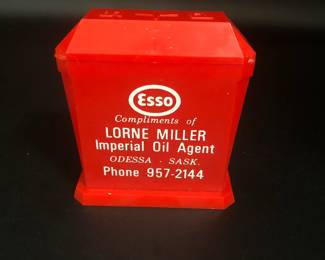 Esso
Compliments of
LORNE MILLER
Imperial Oil Agent
ODESSA - SASK.
Phone 957-2144